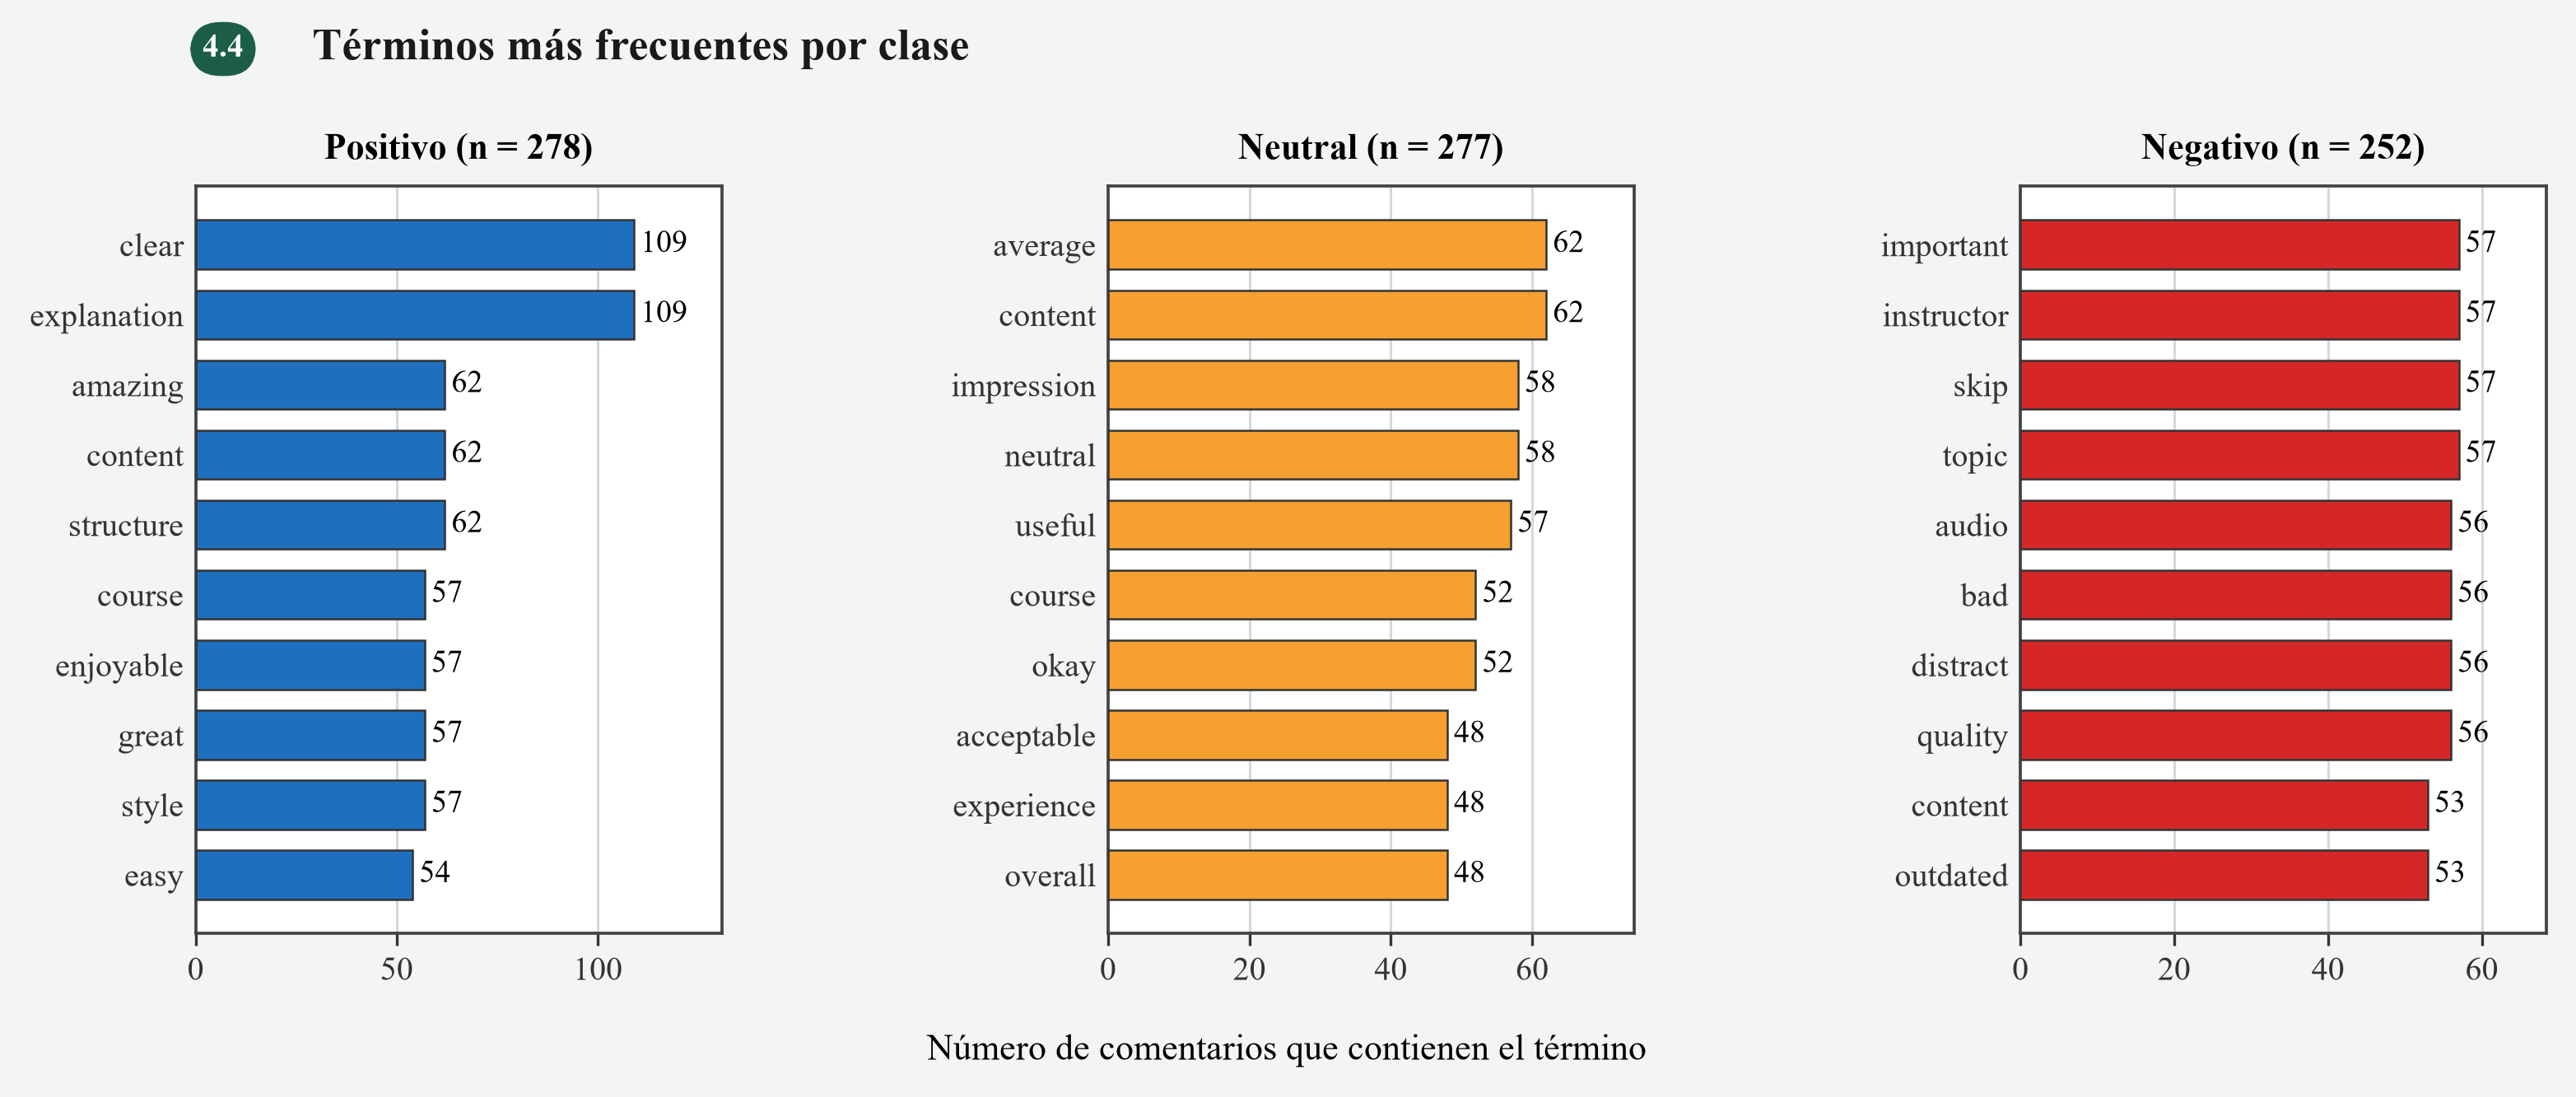 4.4 Términos más frecuentes por clase
Positivo (n = 278)
clear 109
explanation 109
amazing 62
content 62
structure 62
course 57
enjoyable 57
great 57
style 57
easy 54
0 50 100
Neutral (n = 277)
average 62
content 62
impression 58
neutral 58
useful 57
course 52
okay 52
acceptable 48
experience 48
overall 48
0 20 40 60
Negativo (n = 252)
important 57
instructor 57
skip 57
topic 57
audio 56
bad 56
distract 56
quality 56
content 53
outdated 53
0 20 40 60
Número de comentarios que contienen el término